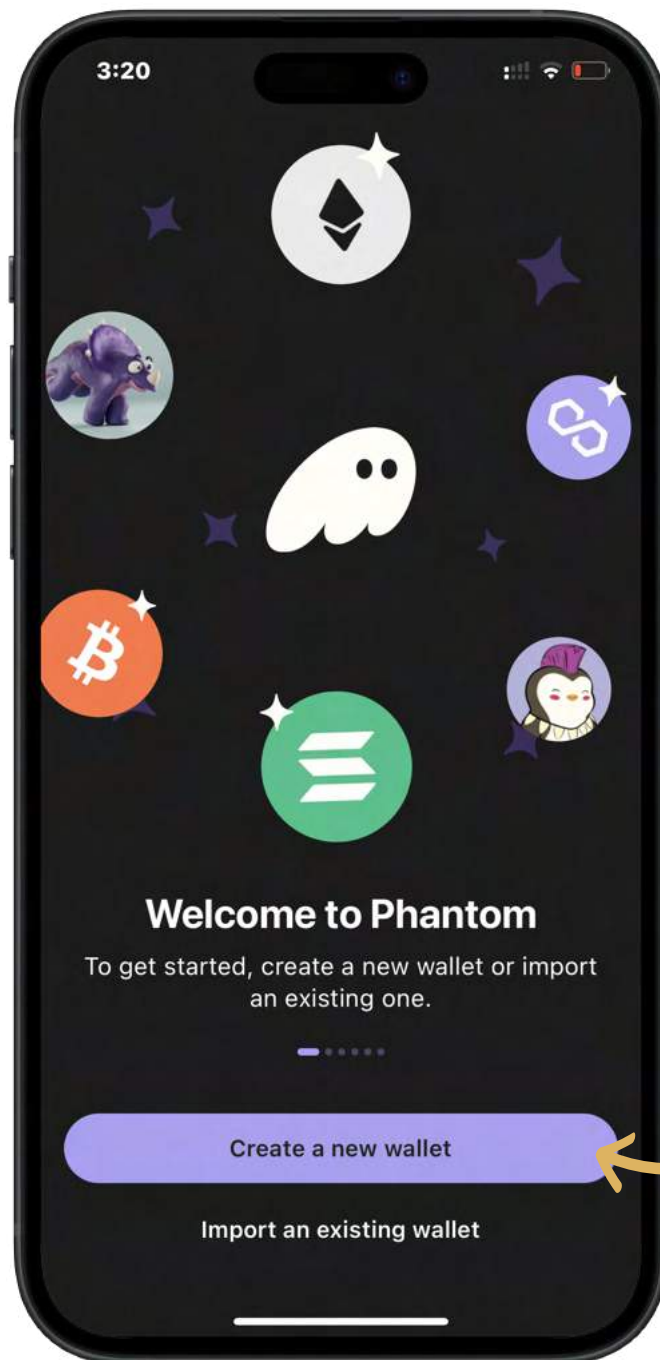 3:20
Welcome to Phantom
To get started, create a new wallet or import
an existing one.
Create a new wallet
Import an existing wallet